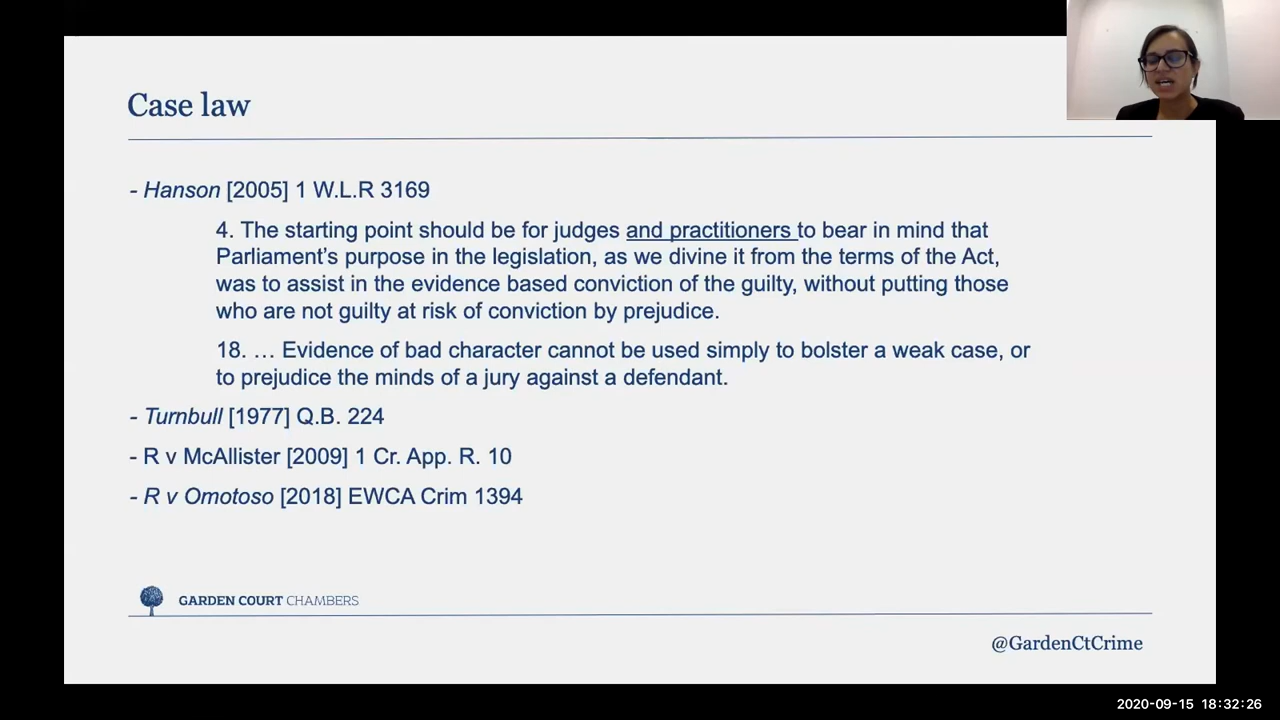 Case law
- Hanson [2005] 1 W.L.R 3169
4. The starting point should be for judges and practitioners to bear in mind that
Parliament’s purpose in the legislation, as we divine it from the terms of the Act,
was to assist in the evidence based conviction of the guilty, without putting those
who are not guilty at risk of conviction by prejudice.
18. … Evidence of bad character cannot be used simply to bolster a weak case, or
to prejudice the minds of a jury against a defendant.
- Turnbull [1977] Q.B. 224
- R v McAllister [2009] 1 Cr. App. R. 10
- R v Omotoso [2018] EWCA Crim 1394
GARDEN COURT CHAMBERS
@GardenCtCrime
2020-09-15 18:32:26